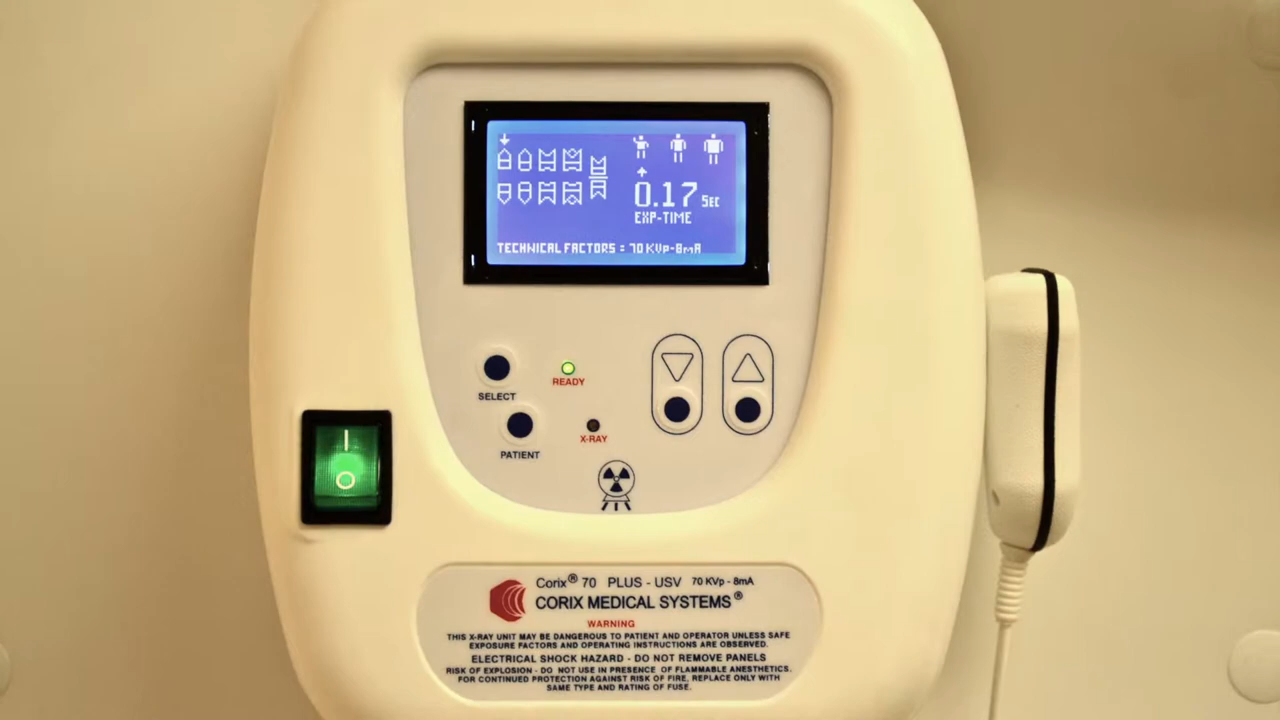 0.17 SEC
EXP-TIME
TECHNICAL FACTORS = 70 KVp-8mA
SELECT
READY
PATIENT
X-RAY
Corix® 70 PLUS - USV 70 KVp - 8mA
CORIX MEDICAL SYSTEMS®
WARNING
THIS X-RAY UNIT MAY BE DANGEROUS TO PATIENT AND OPERATOR UNLESS SAFE
EXPOSURE FACTORS AND OPERATING INSTRUCTIONS ARE OBSERVED.
ELECTRICAL SHOCK HAZARD - DO NOT REMOVE PANELS
RISK OF EXPLOSION - DO NOT USE IN PRESENCE OF FLAMMABLE ANESTHETICS.
FOR CONTINUED PROTECTION AGAINST RISK OF FIRE, REPLACE ONLY WITH
SAME TYPE AND RATING OF FUSE.